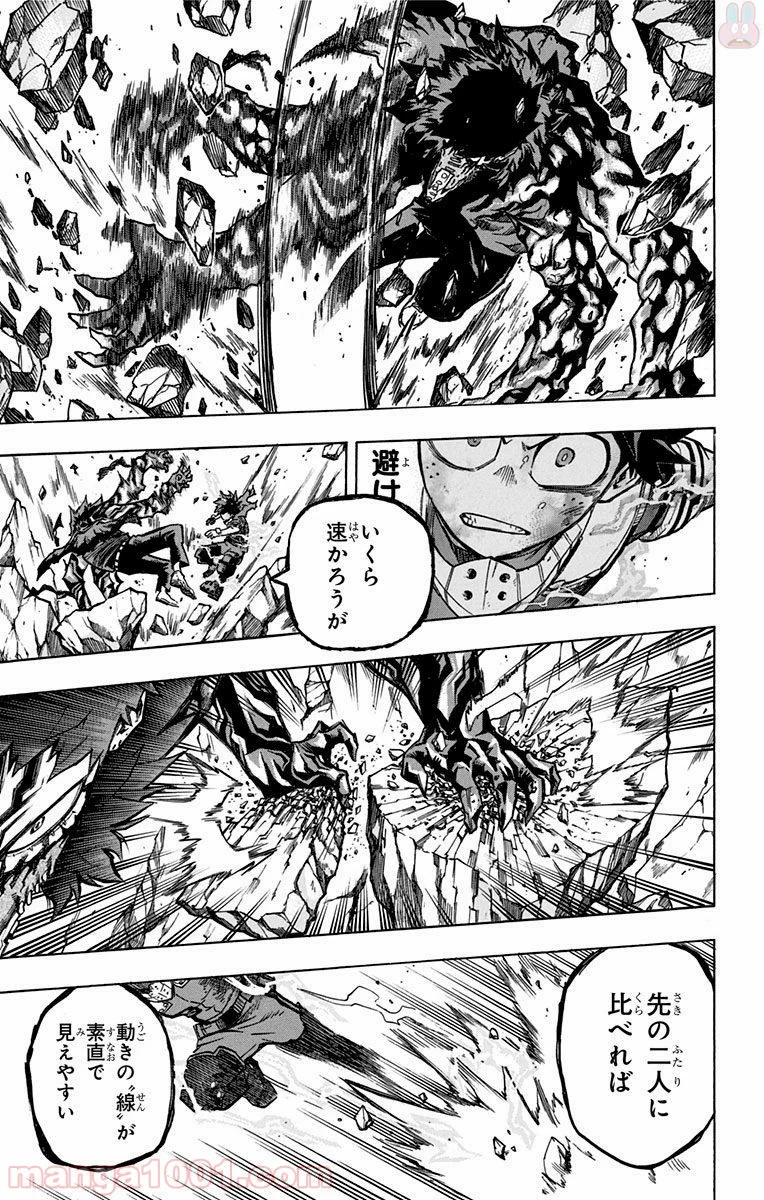 避け
いくら
速かろうが
先の二人に
比べれば
動きの〝線〟が
素直で
見えやすい
manga1001.com